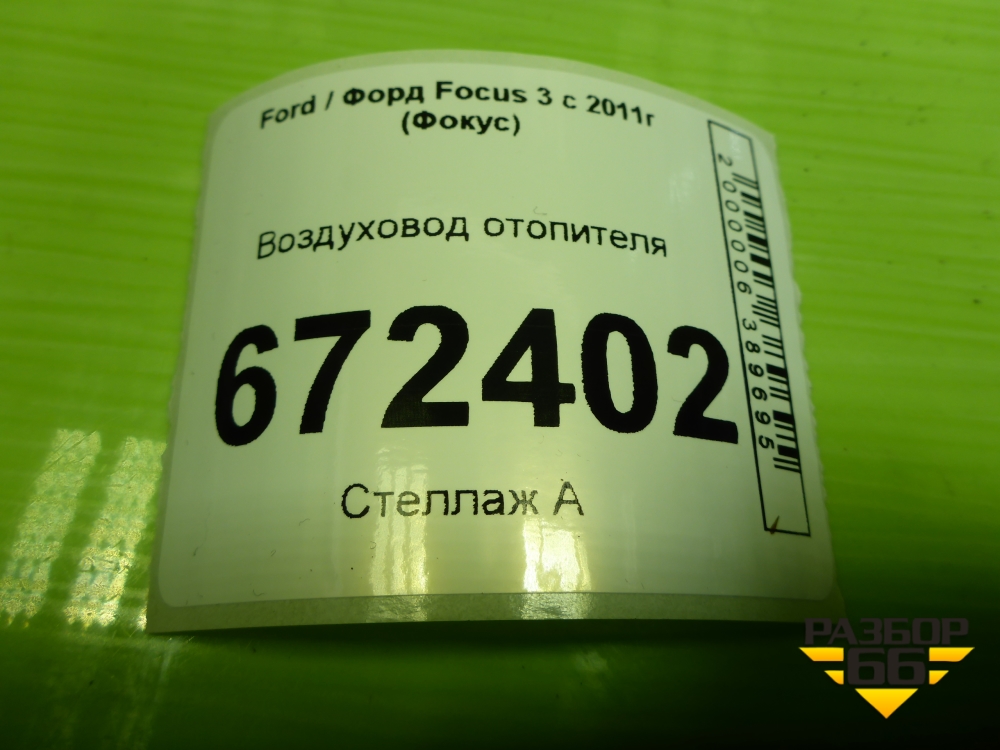 Ford / Форд Focus 3 с 2011г
(Фокус)
Воздуховод отопителя
672402
Стеллаж А
2000006389695
РАЗБОР
66